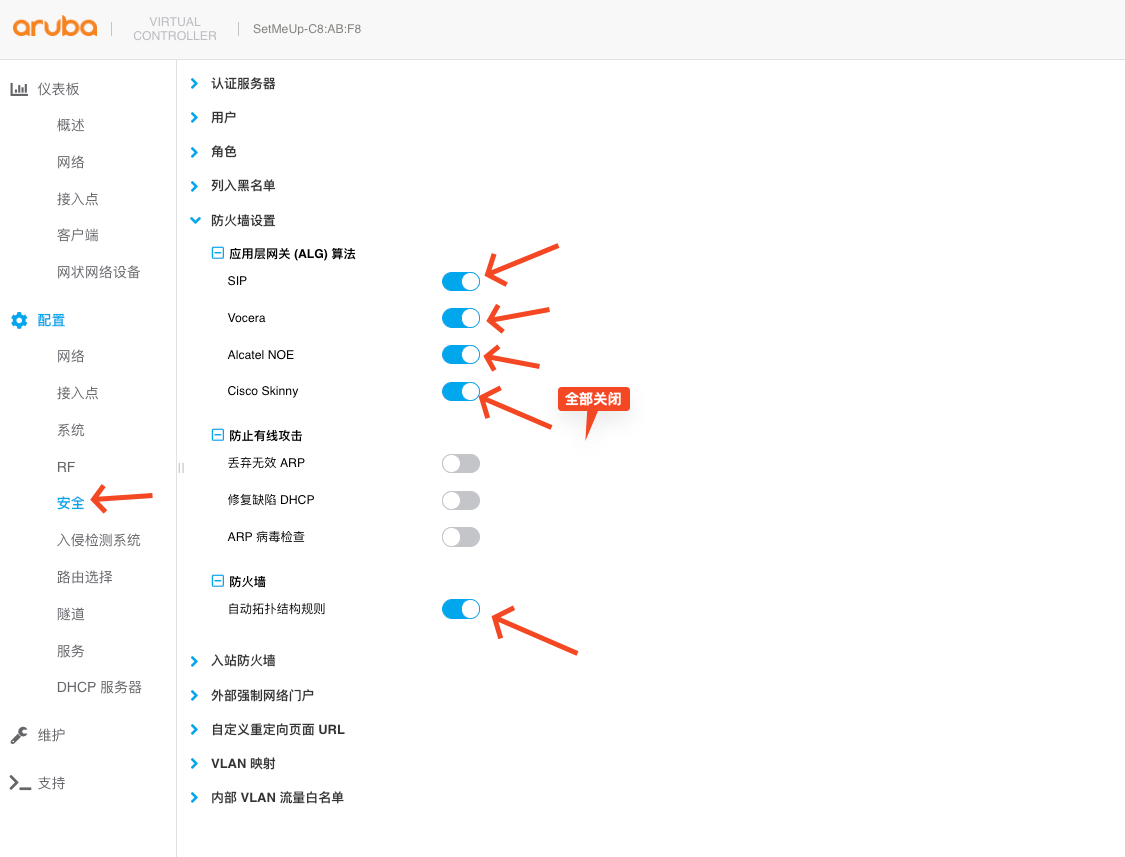 aruba
VIRTUAL
CONTROLLER
SetMeUp-C8:AB:F8
仪表板
概述
网络
接入点
客户端
网状网络设备
配置
网络
接入点
系统
RF
安全
入侵检测系统
路由选择
隧道
服务
DHCP 服务器
维护
支持
认证服务器
用户
角色
列入黑名单
防火墙设置
应用层网关 (ALG) 算法
SIP
Vocera
Alcatel NOE
Cisco Skinny
全部关闭
防止有线攻击
丢弃无效 ARP
修复缺陷 DHCP
ARP 病毒检查
防火墙
自动拓扑结构规则
入站防火墙
外部强制网络门户
自定义重定向页面 URL
VLAN 映射
内部 VLAN 流量白名单